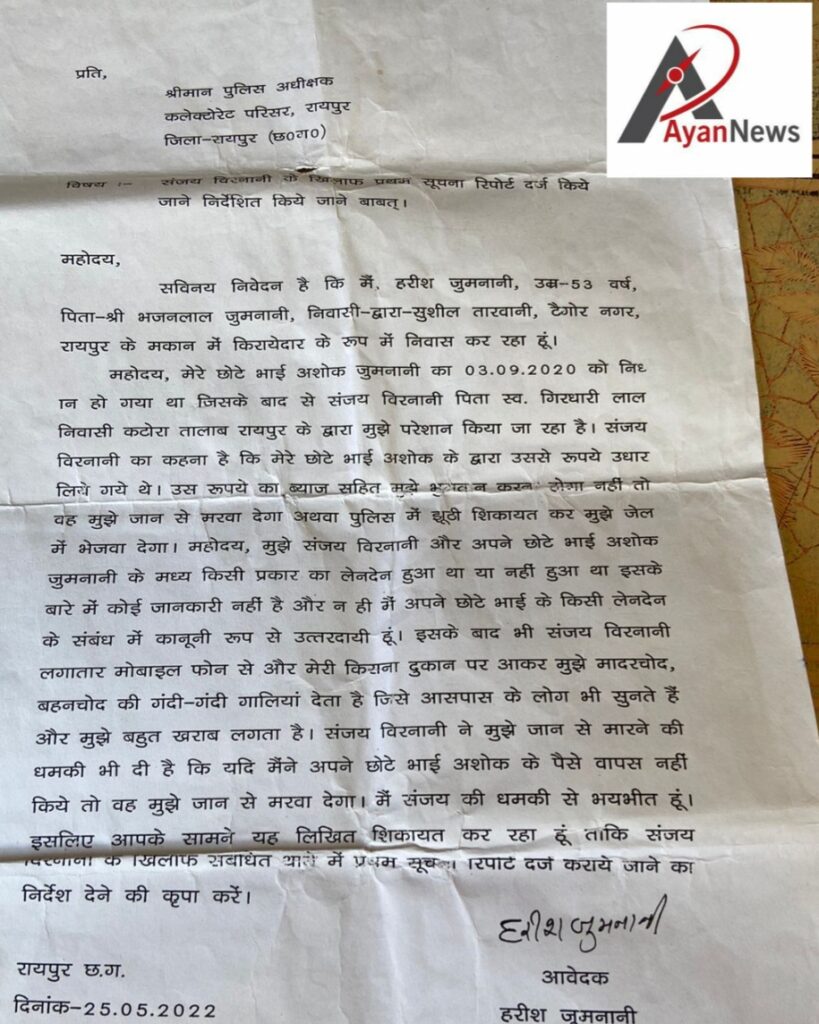 AyanNews
प्रति,
श्रीमान पुलिस अधीक्षक
कलेक्टोरेट परिसर, रायपुर
जिला-रायपुर (छ0ग0)
विषय :- संजय विरनानी के खिलाफ प्रथम सूचना रिपोर्ट दर्ज किये
जाने निर्देशित किये जाने बाबत्।
महोदय,
सविनय निवेदन है कि मैं, हरीश जुमनानी, उम्र-53 वर्ष,
पिता-श्री भजनलाल जुमनानी, निवासी-द्वारा-सुशील तारवानी, टैगोर नगर,
रायपुर के मकान में किरायेदार के रूप में निवास कर रहा हूं।
महोदय, मेरे छोटे भाई अशोक जुमनानी का 03.09.2020 को निध
ान हो गया था जिसके बाद से संजय विरनानी पिता स्व. गिरधारी लाल
निवासी कटोरा तालाब रायपुर के द्वारा मुझे परेशान किया जा रहा है। संजय
विरनानी का कहना है कि मेरे छोटे भाई अशोक के द्वारा उससे रूपये उधार
लिये गये थे। उस रूपये का ब्याज सहित मुझे भुगतान करना होगा नहीं तो
वह मुझे जान से मरवा देगा अथवा पुलिस में झूठी शिकायत कर मुझे जेल
में भेजवा देगा। महोदय, मुझे संजय विरनानी और अपने छोटे भाई अशोक
जुमनानी के मध्य किसी प्रकार का लेनदेन हुआ था या नहीं हुआ था इसके
बारे में कोई जानकारी नहीं है और न ही मैं अपने छोटे भाई के किसी लेनदेन
के संबंध में कानूनी रूप से उत्तरदायी हूं। इसके बाद भी संजय विरनानी
लगातार मोबाइल फोन से और मेरी किराना दुकान पर आकर मुझे मादरचोद,
बहनचोद की गंदी-गंदी गालियां देता है जिसे आसपास के लोग भी सुनते हैं
और मुझे बहुत खराब लगता है। संजय विरनानी ने मुझे जान से मारने की
धमकी भी दी है कि यदि मैंने अपने छोटे भाई अशोक के पैसे वापस नहीं
किये तो वह मुझे जान से मरवा देगा। मैं संजय की धमकी से भयभीत हूं।
इसलिए आपके सामने यह लिखित शिकायत कर रहा हूं ताकि संजय
विरनानी के खिलाफ संबंधित थाने में प्रथम सूचना रिपोर्ट दर्ज कराये जाने का
निर्देश देने की कृपा करें।
हरीश जुमनानी
रायपुर छ.ग.
आवेदक
दिनांक-25.05.2022
हरीश जुमनानी